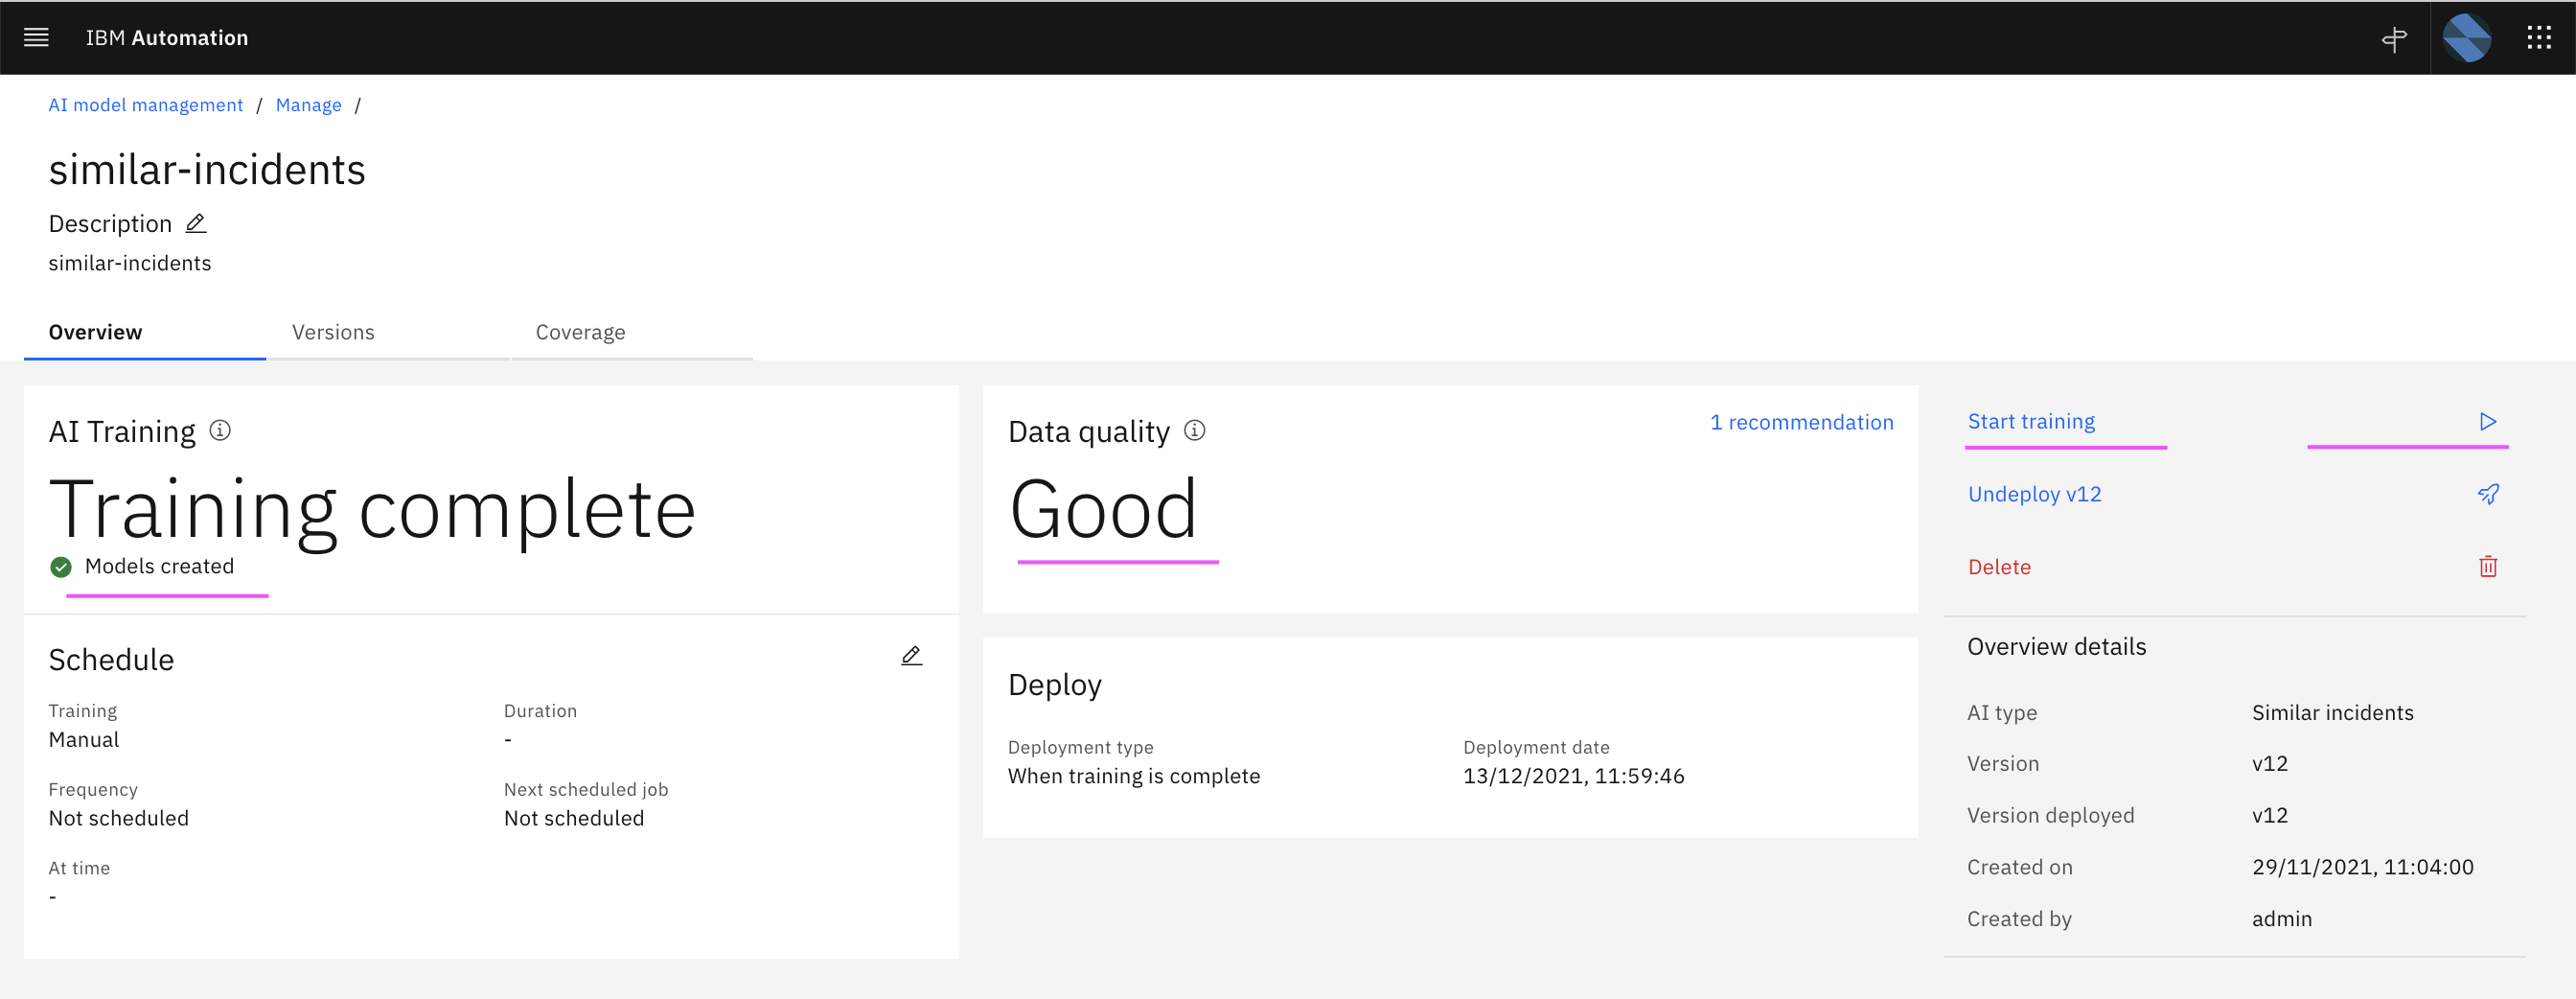 IBM Automation
AI model management / Manage /
similar-incidents
Description
similar-incidents
Overview
Versions
Coverage
AI Training
Training complete
Models created
Schedule
Training
Manual
Duration
-
Frequency
Not scheduled
Next scheduled job
Not scheduled
At time
-
Data quality
1 recommendation
Good
Deploy
Deployment type
When training is complete
Deployment date
13/12/2021, 11:59:46
Start training
Undeploy v12
Delete
Overview details
AI type Similar incidents
Version v12
Version deployed v12
Created on 29/11/2021, 11:04:00
Created by admin